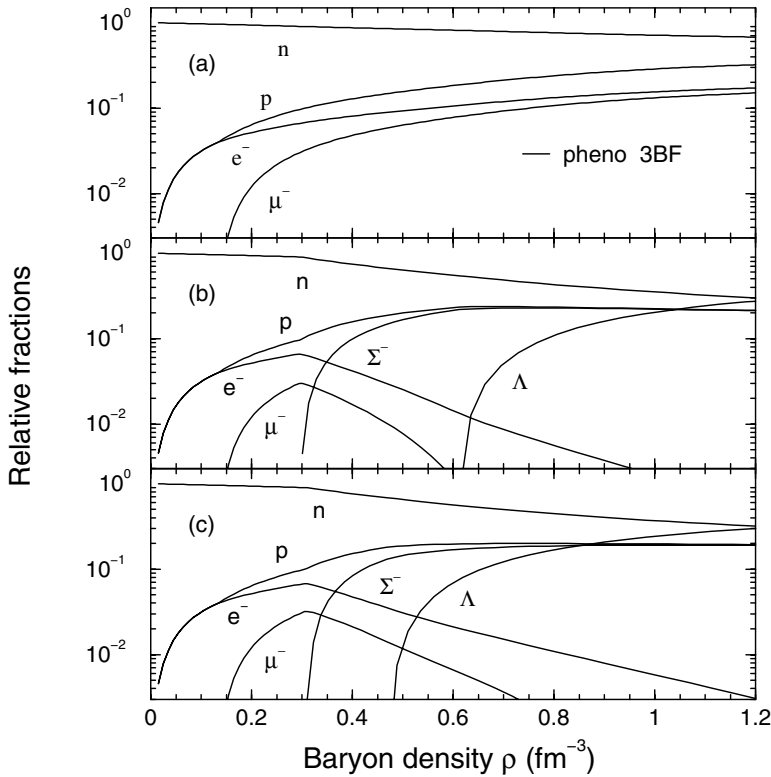 Relative fractions
10⁰
10⁻¹
10⁻²
(a)
n
p
e⁻
μ⁻
pheno 3BF
10⁰
10⁻¹
10⁻²
(b)
n
p
e⁻
μ⁻
Σ⁻
Λ
10⁰
10⁻¹
10⁻²
(c)
n
p
e⁻
μ⁻
Σ⁻
Λ
0 0.2 0.4 0.6 0.8 1 1.2
Baryon density ρ (fm⁻³)